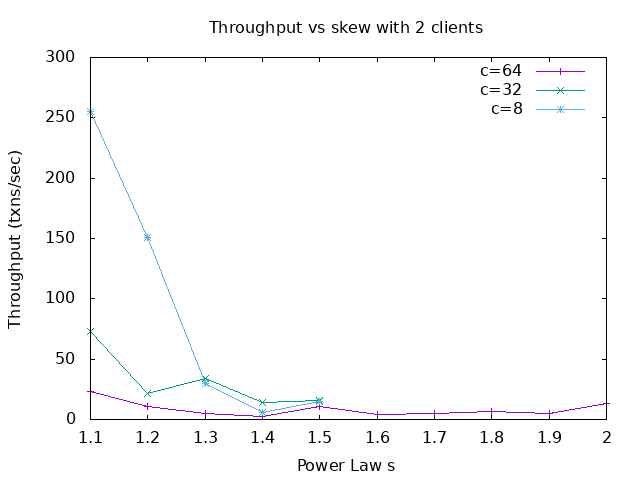 Throughput vs skew with 2 clients
Throughput (txns/sec)
300
250
200
150
100
50
0
c=64
c=32
c=8
1.1 1.2 1.3 1.4 1.5 1.6 1.7 1.8 1.9 2
Power Law s